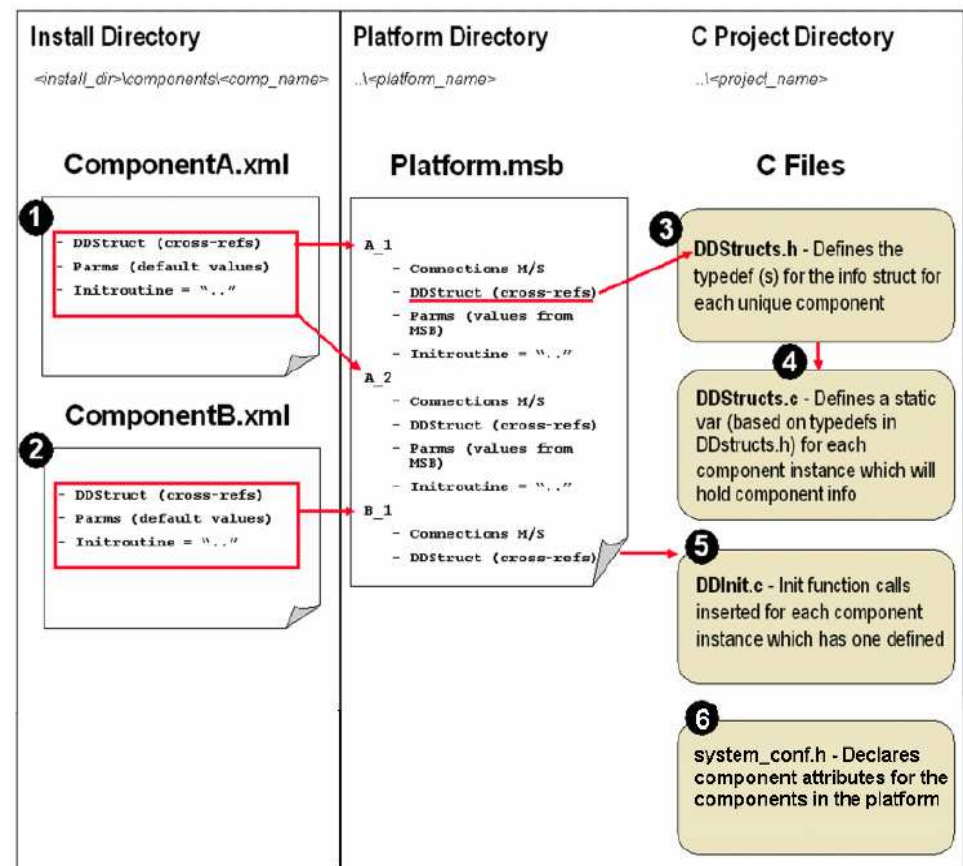 Install Directory
<install_dir>\components\<comp_name>
ComponentA.xml
1
- DDStruct (cross-refs)
- Parms (default values)
- Initroutine = "..."
ComponentB.xml
2
- DDStruct (cross-refs)
- Parms (default values)
- Initroutine = "..."
Platform Directory
..\<platform_name>
Platform.msb
A_1
- Connections M/S
- DDStruct (cross-refs)
- Parms (values from
MSB)
- Initroutine = "..."
A_2
- Connections M/S
- DDStruct (cross-refs)
- Parms (values from
MSB)
- Initroutine = "..."
B_1
- Connections M/S
- DDStruct (cross-refs)
C Project Directory
..\<project_name>
C Files
3
DDStructs.h - Defines the
typedef (s) for the info struct for
each unique component
4
DDStructs.c - Defines a static
var (based on typedefs in
DDstructs.h) for each
component instance which will
hold component info
5
DDInit.c - Init function calls
inserted for each component
instance which has one defined
6
system_conf.h - Declares
component attributes for the
components in the platform